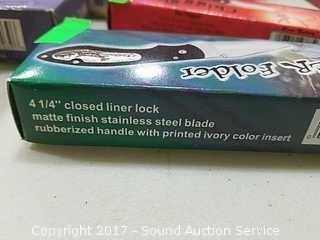 ER Folder
4 1/4" closed liner lock
matte finish stainless steel blade
rubberized handle with printed ivory color insert
Copyright 2017 - Sound Auction Service